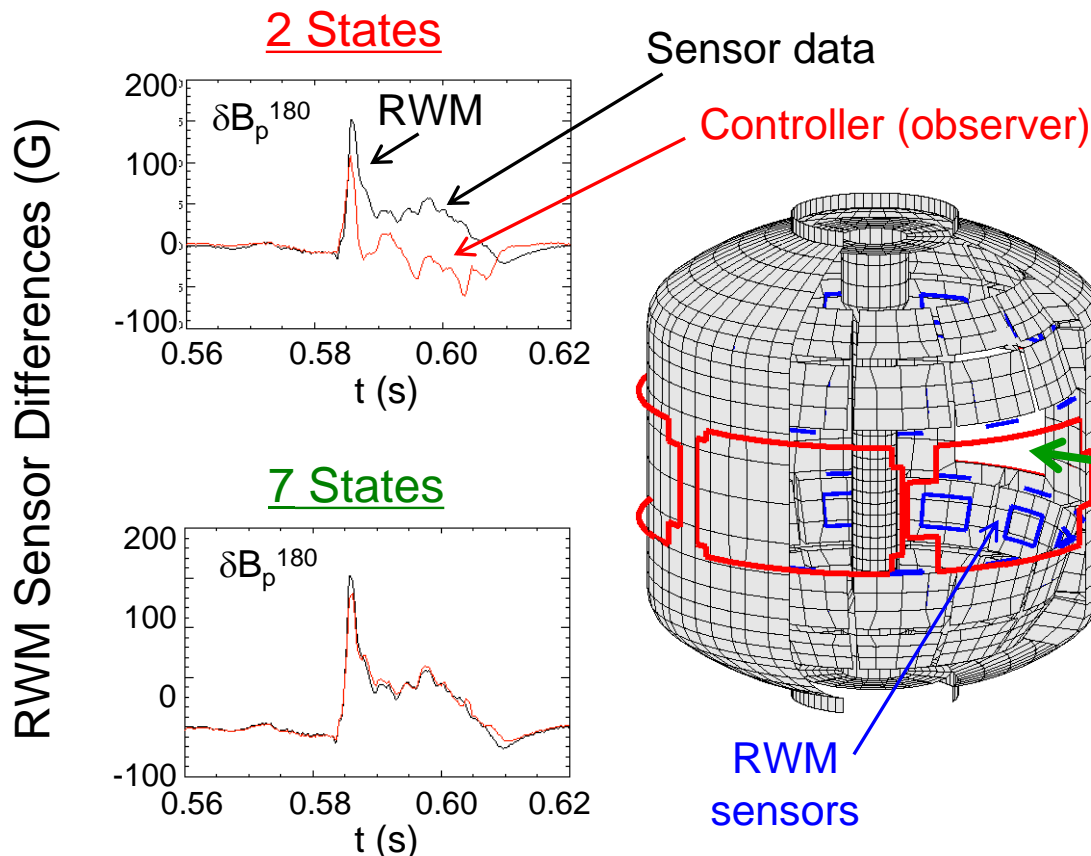 2 States
Sensor data
RWM Sensor Differences (G)
200
100
0
-100
δBp180
RWM
Controller (observer)
0.56 0.58 0.60 0.62
t (s)
7 States
200
100
0
-100
δBp180
0.56 0.58 0.60 0.62
t (s)
RWM
sensors